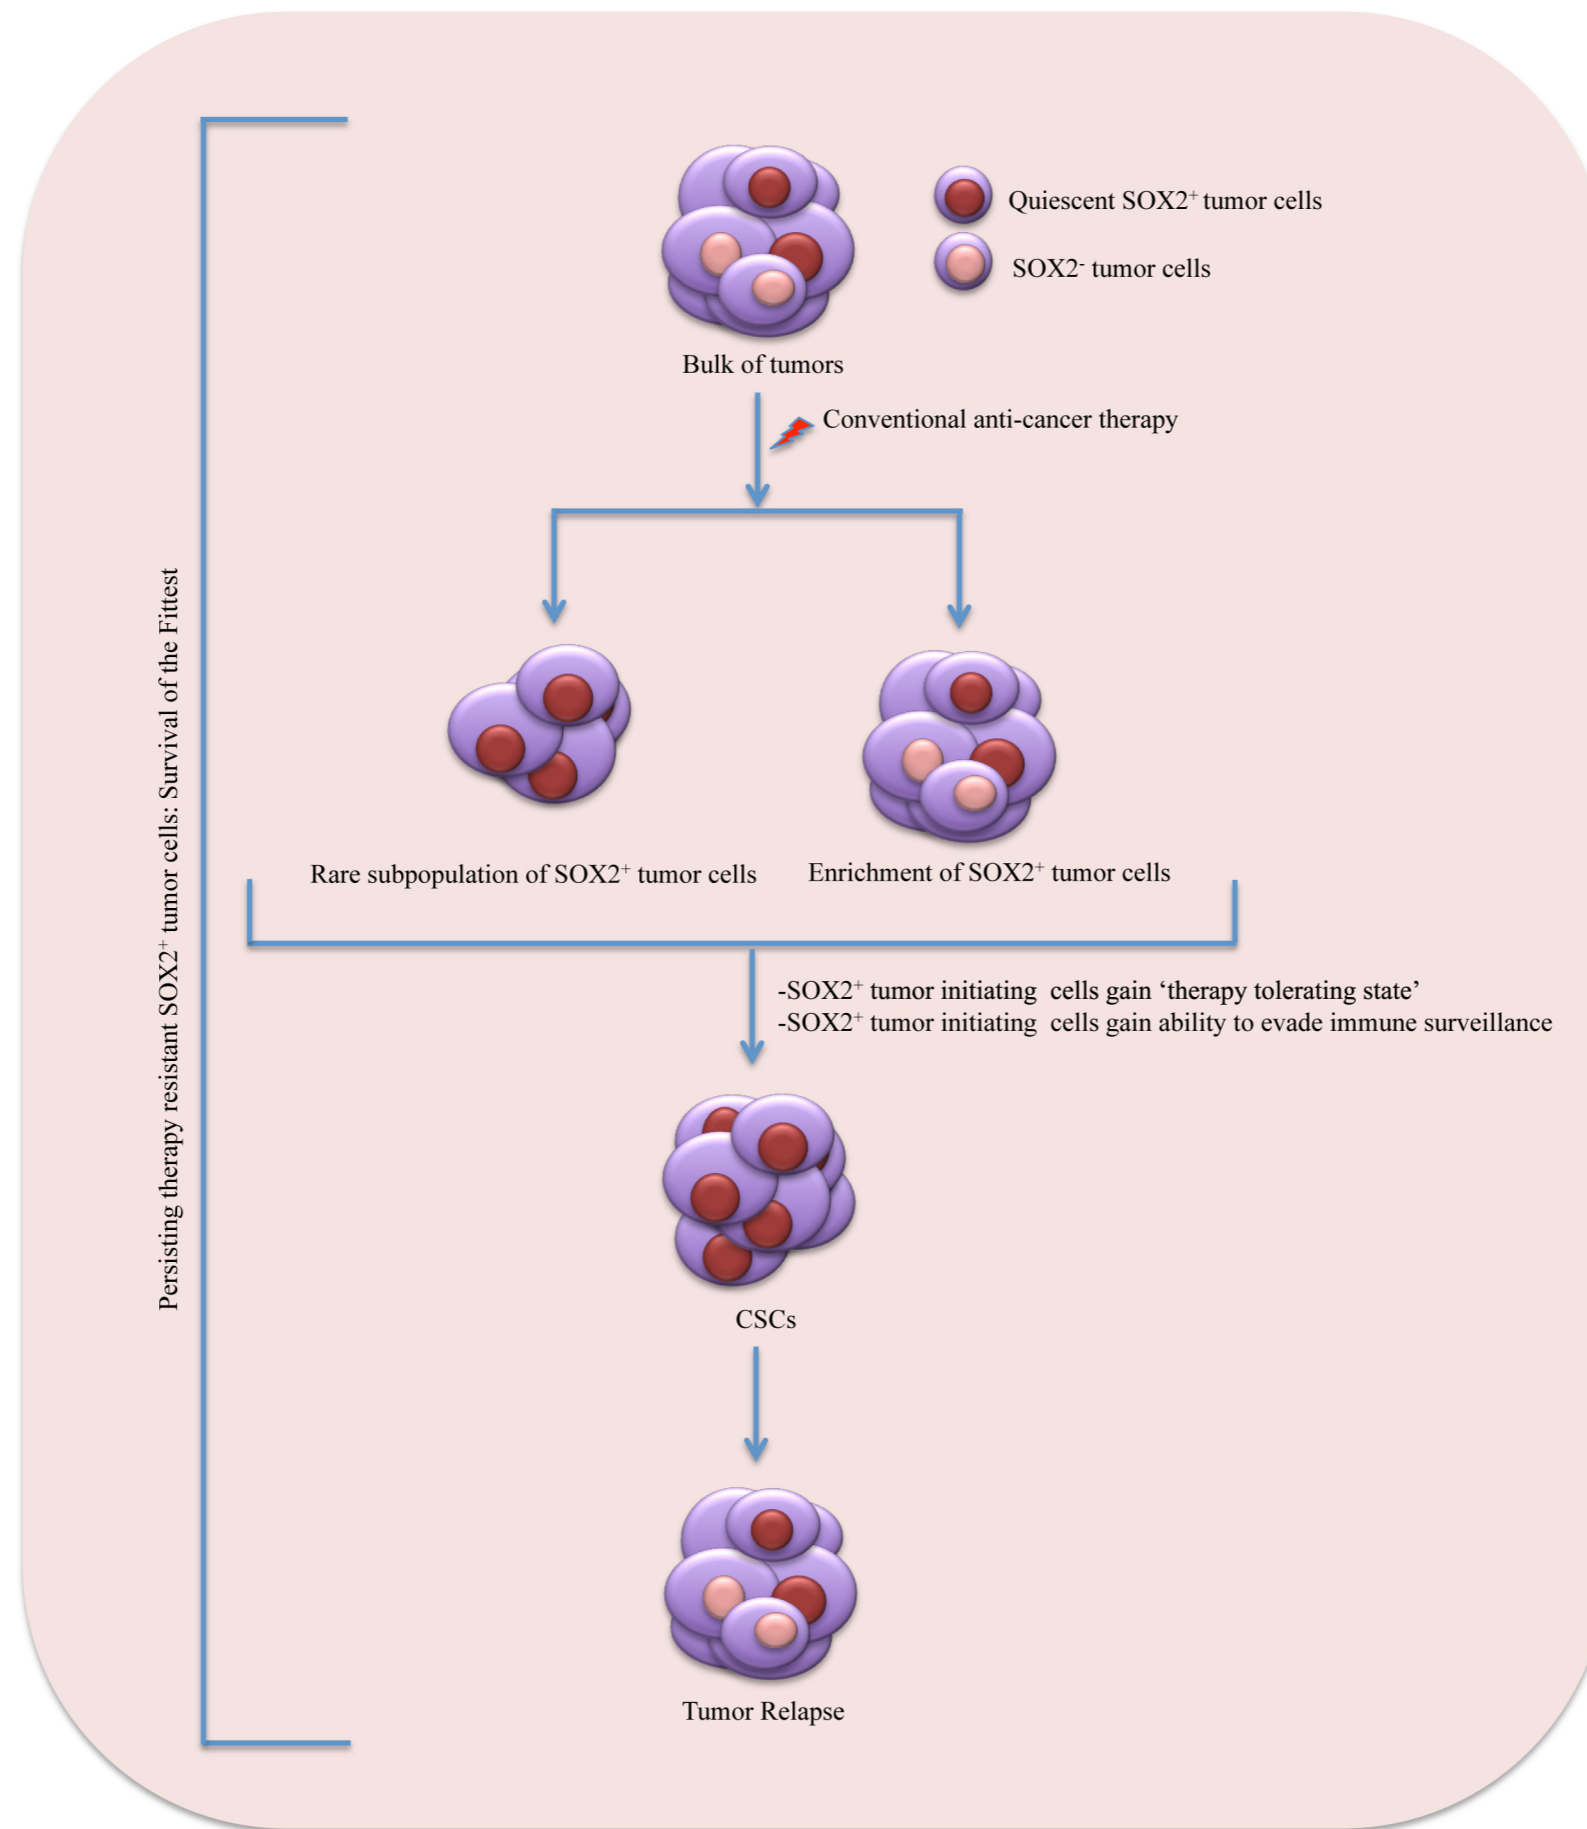 Quiescent SOX2⁺ tumor cells
SOX2⁻ tumor cells
Bulk of tumors
Conventional anti-cancer therapy
Persisting therapy resistant SOX2⁺ tumor cells: Survival of the Fittest
Rare subpopulation of SOX2⁺ tumor cells
Enrichment of SOX2⁺ tumor cells
-SOX2⁺ tumor initiating cells gain ‘therapy tolerating state’
-SOX2⁺ tumor initiating cells gain ability to evade immune surveillance
CSCs
Tumor Relapse